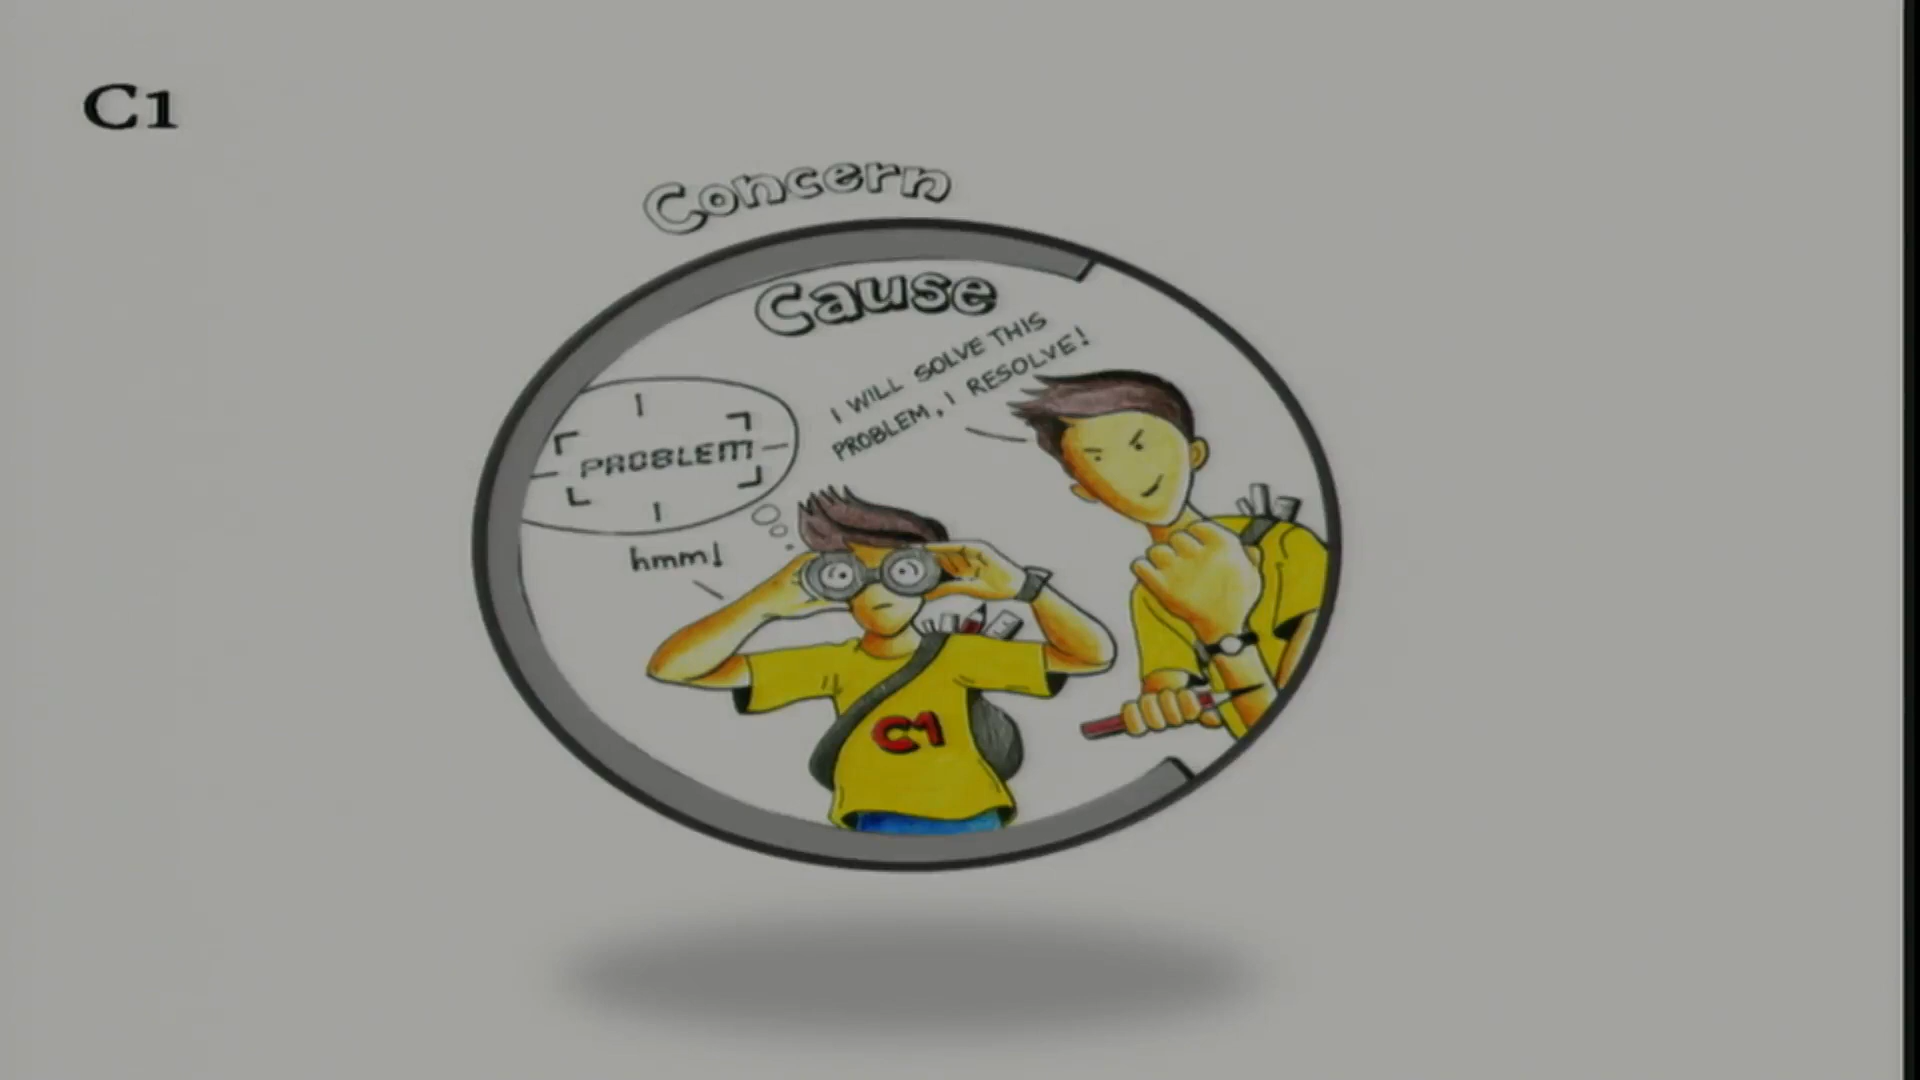 C1
Concern
Cause
I WILL SOLVE THIS
PROBLEM, I RESOLVE!
PROBLEM
hmm!
C1